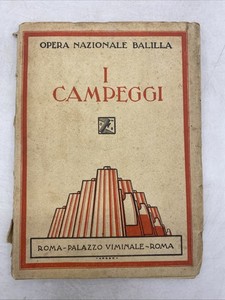 OPERA NAZIONALE BALILLA
I
CAMPEGGI
ROMA-PALAZZO VIMINALE-ROMA